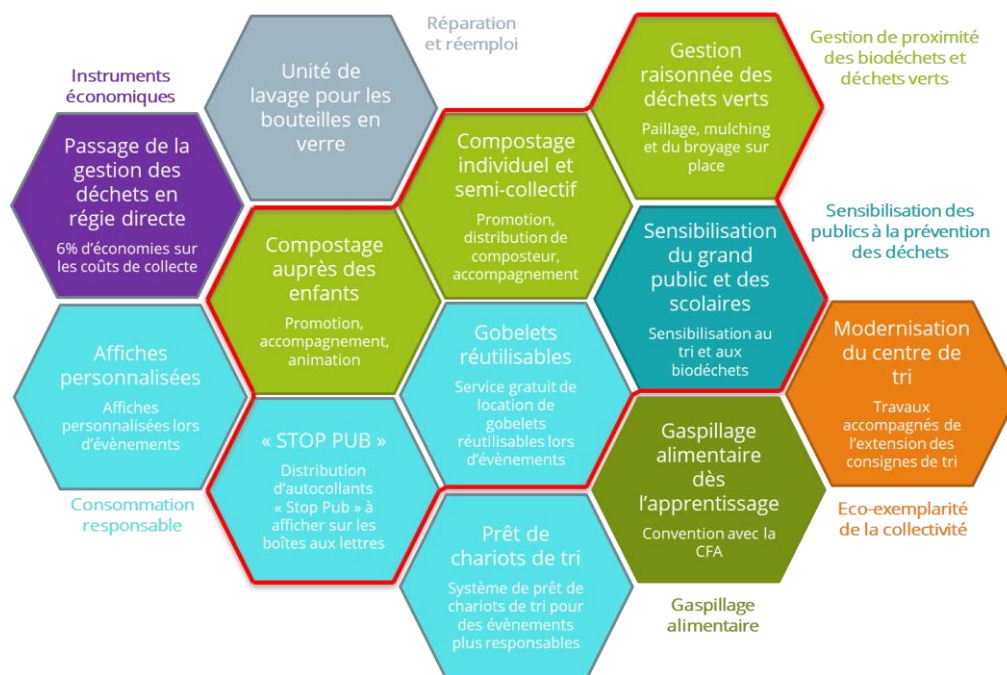 Instruments
économiques
Passage de la
gestion des
déchets en
régie directe
6% d'économies sur
les coûts de collecte
Réparation
et réemploi
Unité de
lavage pour les
bouteilles en
verre
Gestion de proximité
des biodéchets et
déchets verts
Gestion
raisonnée des
déchets verts
Paillage, mulching
et du broyage sur
place
Compostage
individuel et
semi-collectif
Promotion,
distribution de
composteur,
accompagnement
Compostage
auprès des
enfants
Promotion,
accompagnement,
animation
Sensibilisation des
publics à la prévention
des déchets
Sensibilisation
du grand
public et des
scolaires
Sensibilisation au
tri et aux
biodéchets
Affiches
personnalisées
Affiches
personnalisées lors
d'évènements
Gobelets
réutilisables
Service gratuit de
location de
gobelets
réutilisables lors
d'évènements
Modernisation
du centre de
tri
Travaux
accompagnés de
l'extension des
consignes de tri
« STOP PUB »
Distribution
d'autocollants
« Stop Pub » à
afficher sur les
boîtes aux lettres
Gaspillage
alimentaire
dès
l'apprentissage
Convention avec la
CFA
Consommation
responsable
Eco-exemplarité
de la collectivité
Prêt de
chariots de tri
Système de prêt de
chariots de tri pour
des évènements
plus responsables
Gaspillage
alimentaire